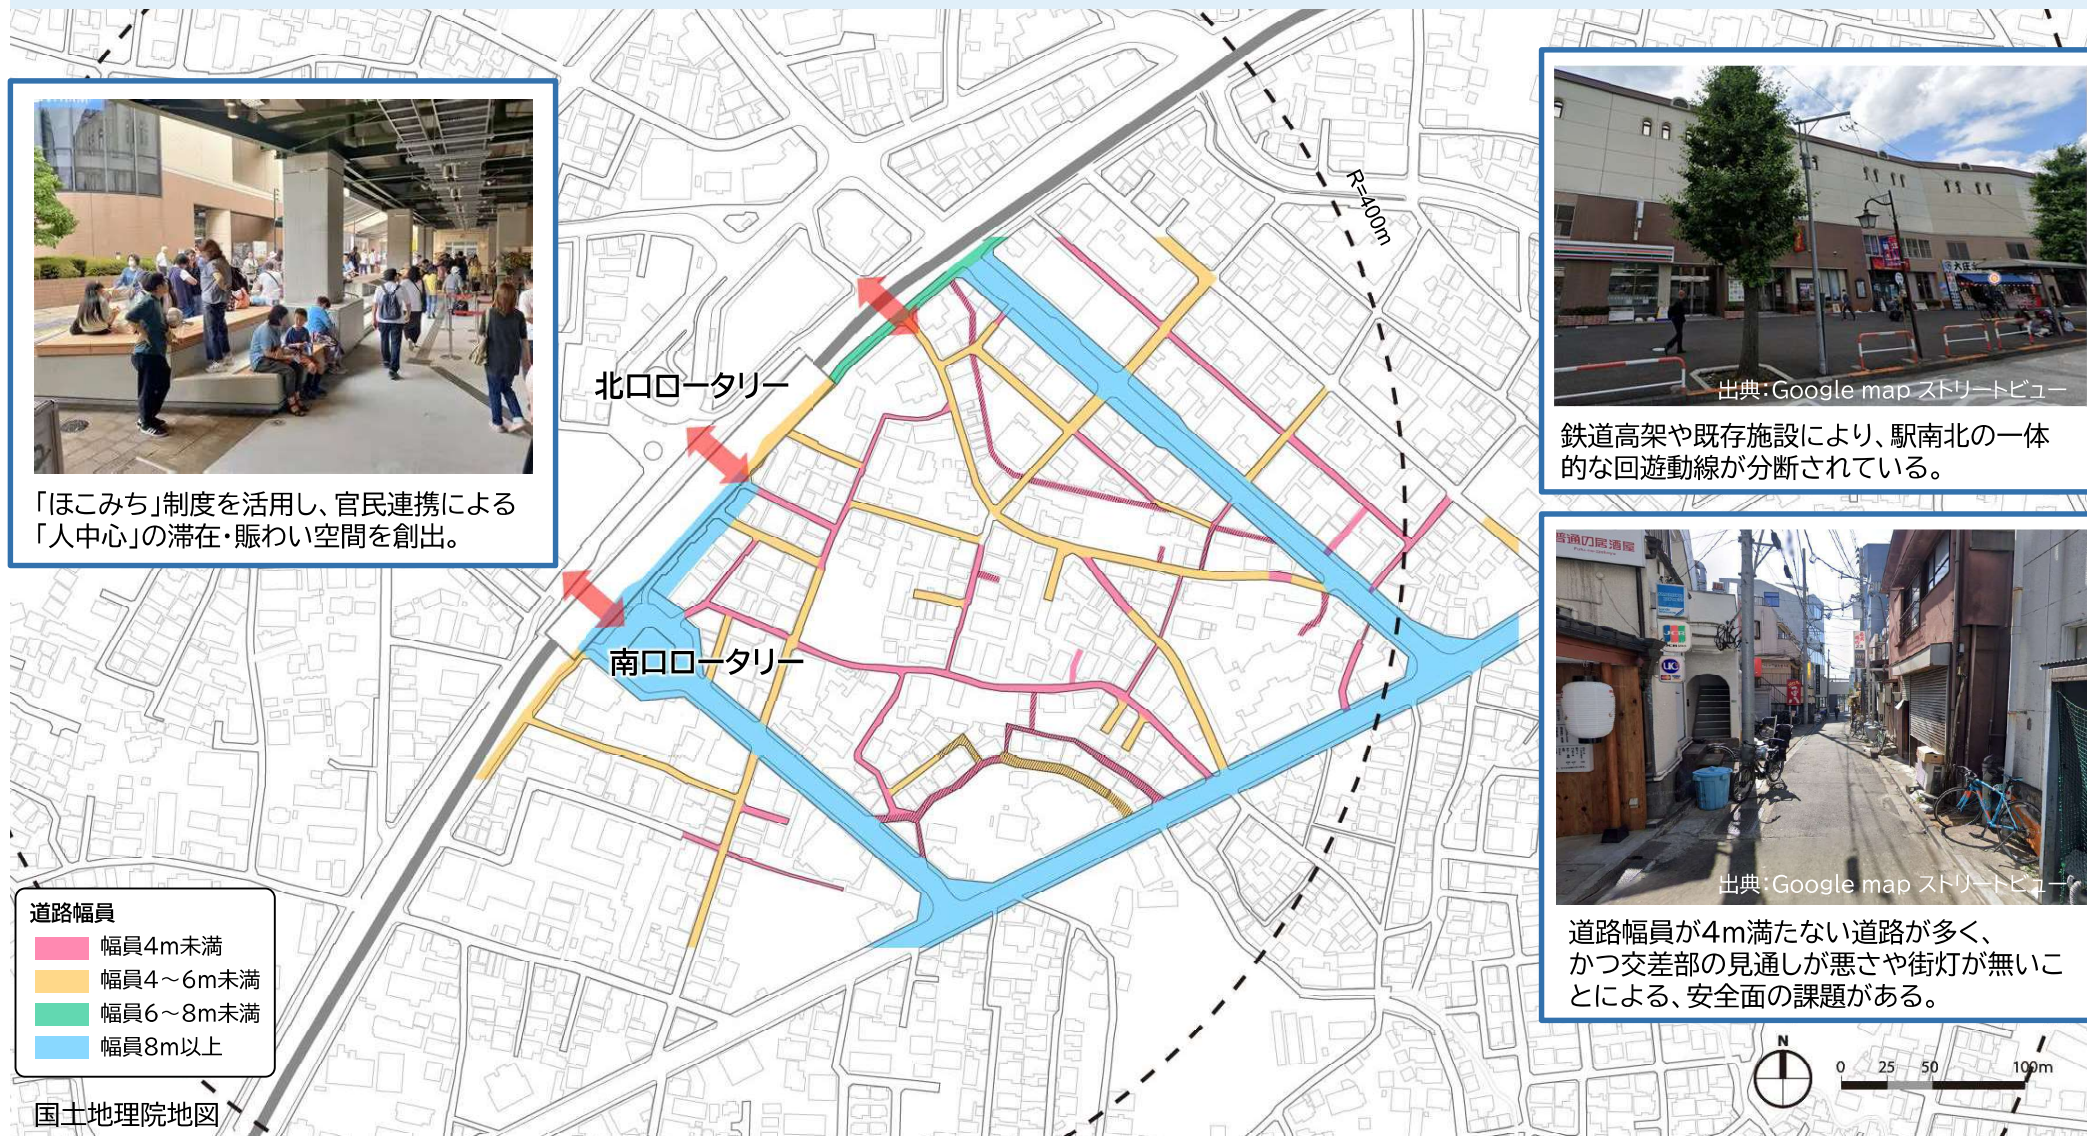 R=400m
北口ロータリー
南口ロータリー
「ほこみち」制度を活用し、官民連携による
「人中心」の滞在・賑わい空間を創出。
出典：Google map ストリートビュー
鉄道高架や既存施設により、駅南北の一体
的な回遊動線が分断されている。
普通の居酒屋
出典：Google map ストリートビュー
道路幅員が4m満たない道路が多く、
かつ交差部の見通しが悪さや街灯が無いこ
とによる、安全面の課題がある。
道路幅員
幅員4m未満
幅員4～6m未満
幅員6～8m未満
幅員8m以上
国土地理院地図
N
0 25 50 100m